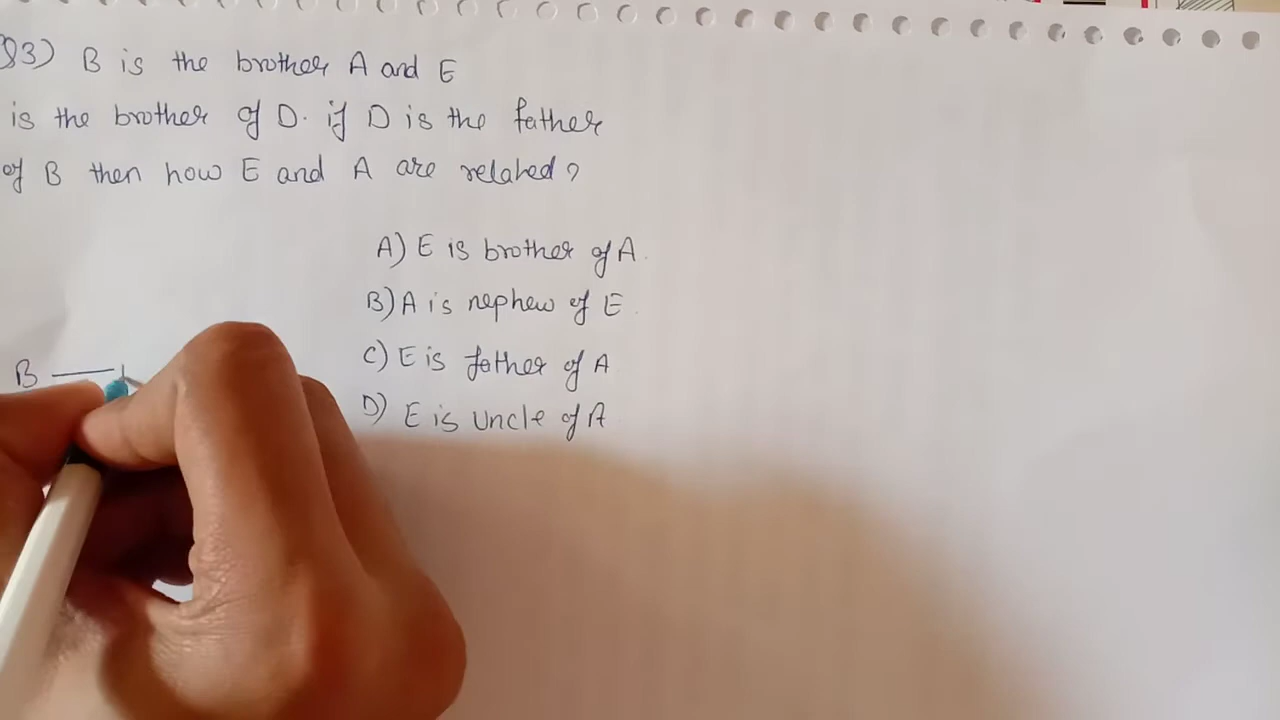 Q3) B is the brother A and E
is the brother of D. if D is the father
of B then how E and A are related?
A) E is brother of A.
B) A is nephew of E
C) E is father of A
D) E is Uncle of A
B —